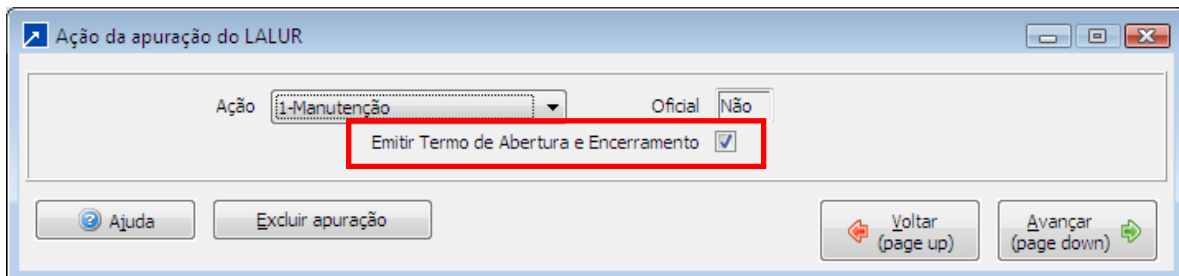 Ação da apuração do LALUR
Ação 1-Manutenção Oficial Não
Emitir Termo de Abertura e Encerramento
Ajuda Excluir apuração Voltar (page up) Avançar (page down)